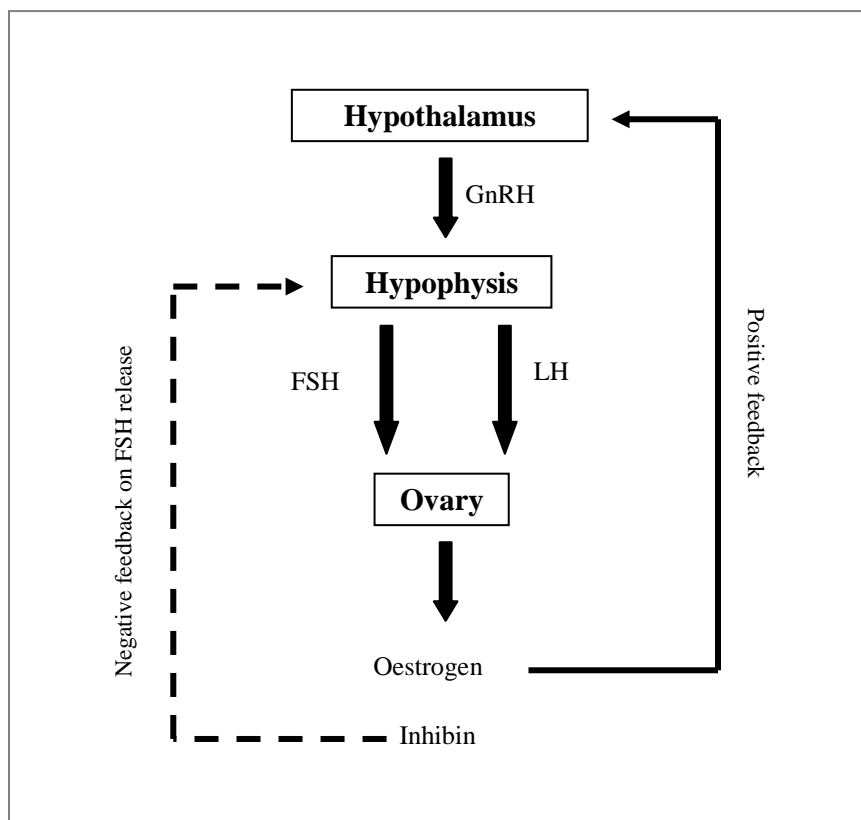 Hypothalamus
GnRH
Hypophysis
FSH
LH
Ovary
Oestrogen
Inhibin
Negative feedback on FSH release
Positive feedback